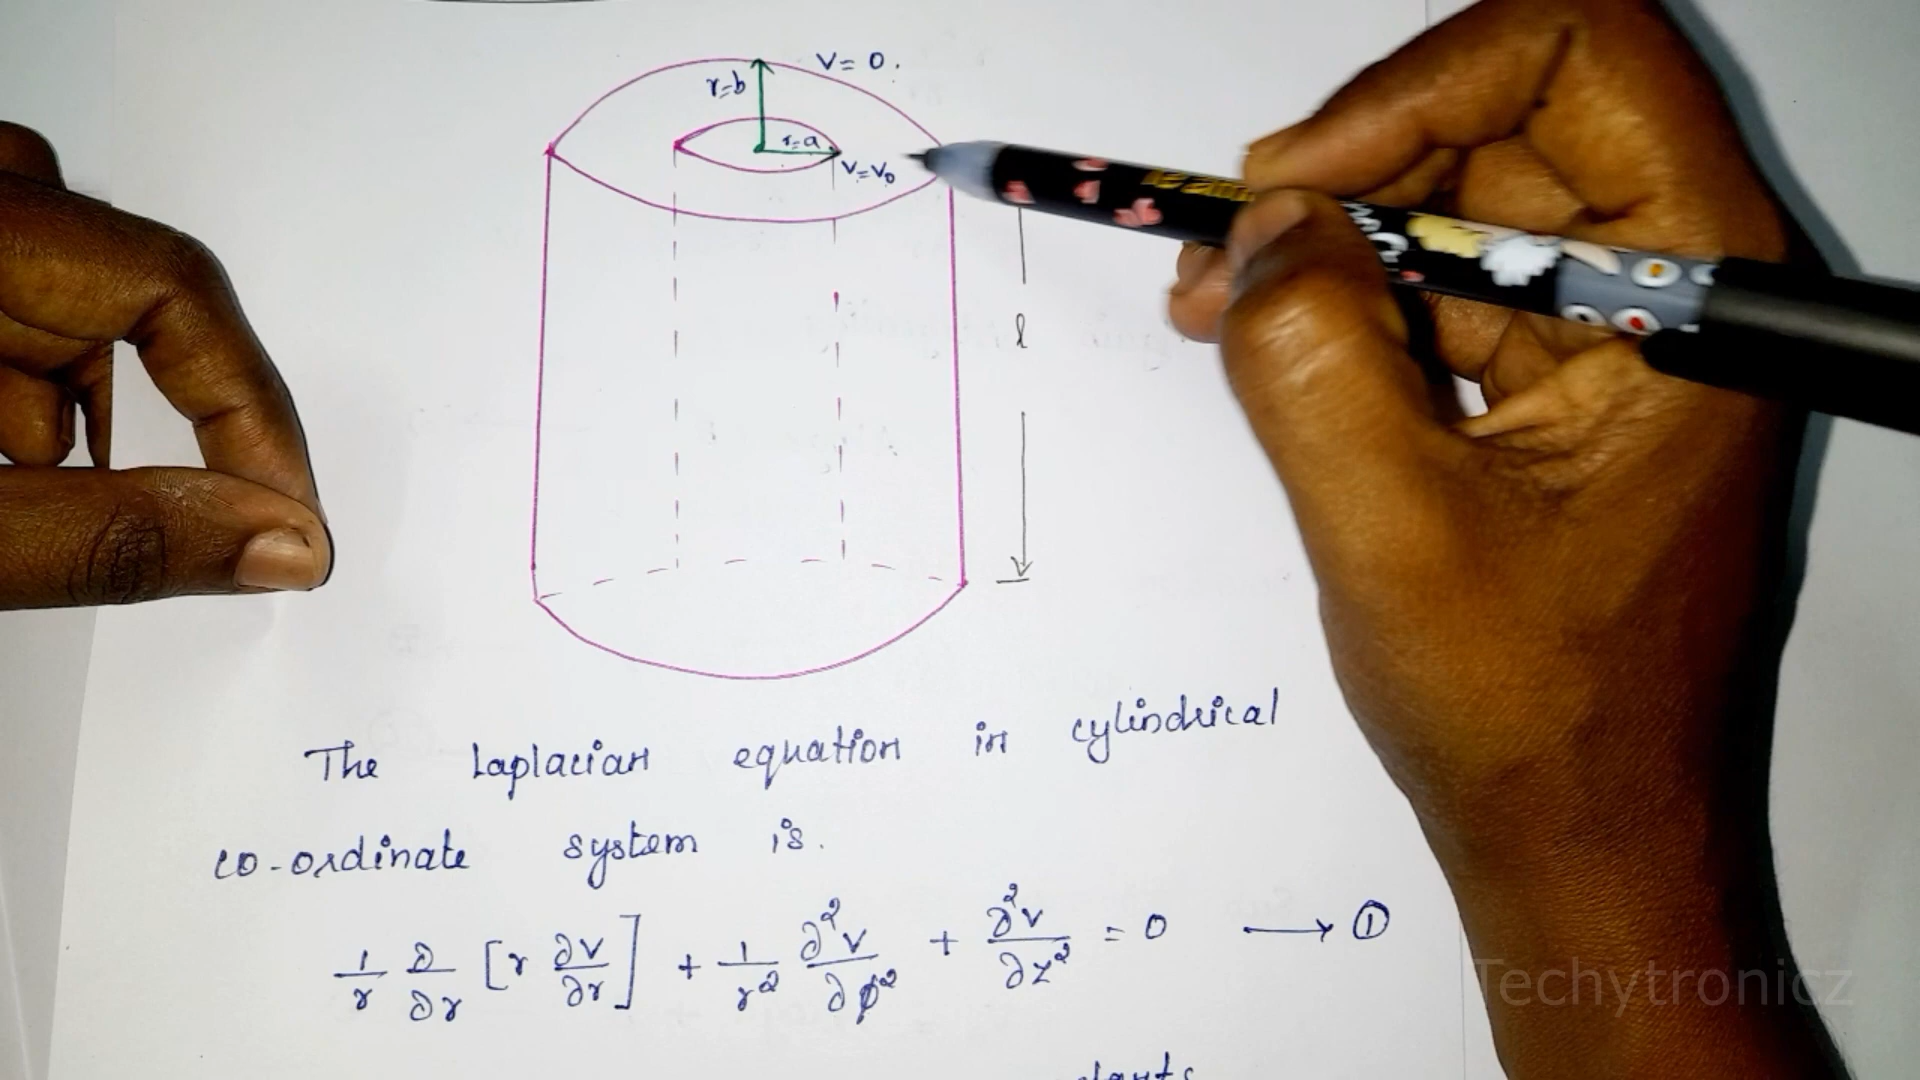 V = 0.
r=b
r=a
V=V₀
l
The Laplacian equation in cylindrical
co-ordinate system is.
1/r ∂/∂r [r ∂V/∂r] + 1/r² ∂²V/∂φ² + ∂²V/∂z² = 0 → ①
Techytronicz